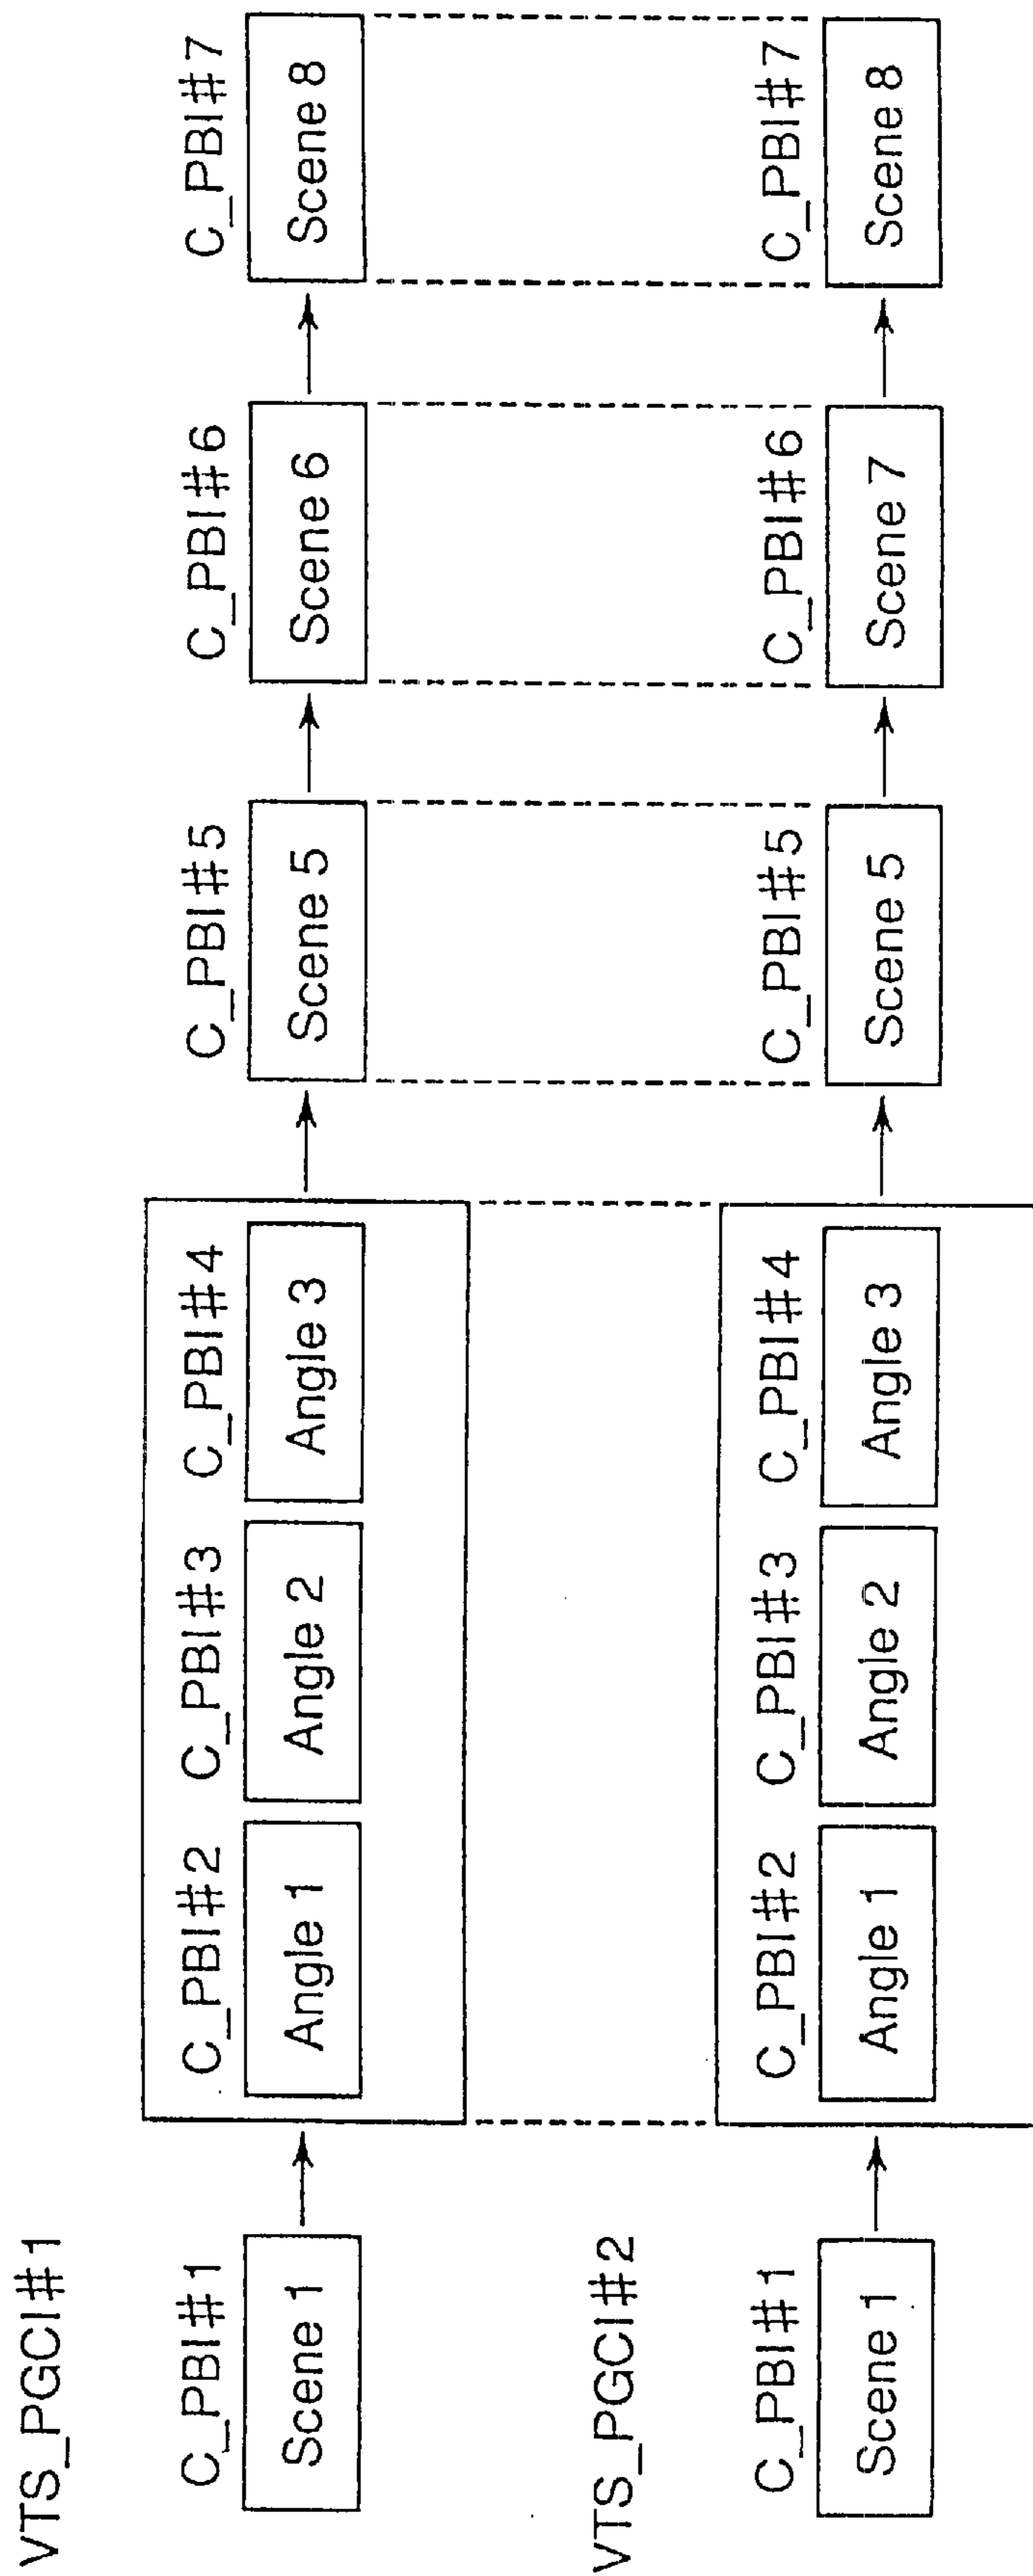 VTS_PGCI#1
C_PBI#1
Scene 1
C_PBI#2
Angle 1
C_PBI#3
Angle 2
C_PBI#4
Angle 3
C_PBI#5
Scene 5
C_PBI#6
Scene 6
C_PBI#7
Scene 8
VTS_PGCI#2
C_PBI#1
Scene 1
C_PBI#2
Angle 1
C_PBI#3
Angle 2
C_PBI#4
Angle 3
C_PBI#5
Scene 5
C_PBI#6
Scene 7
C_PBI#7
Scene 8